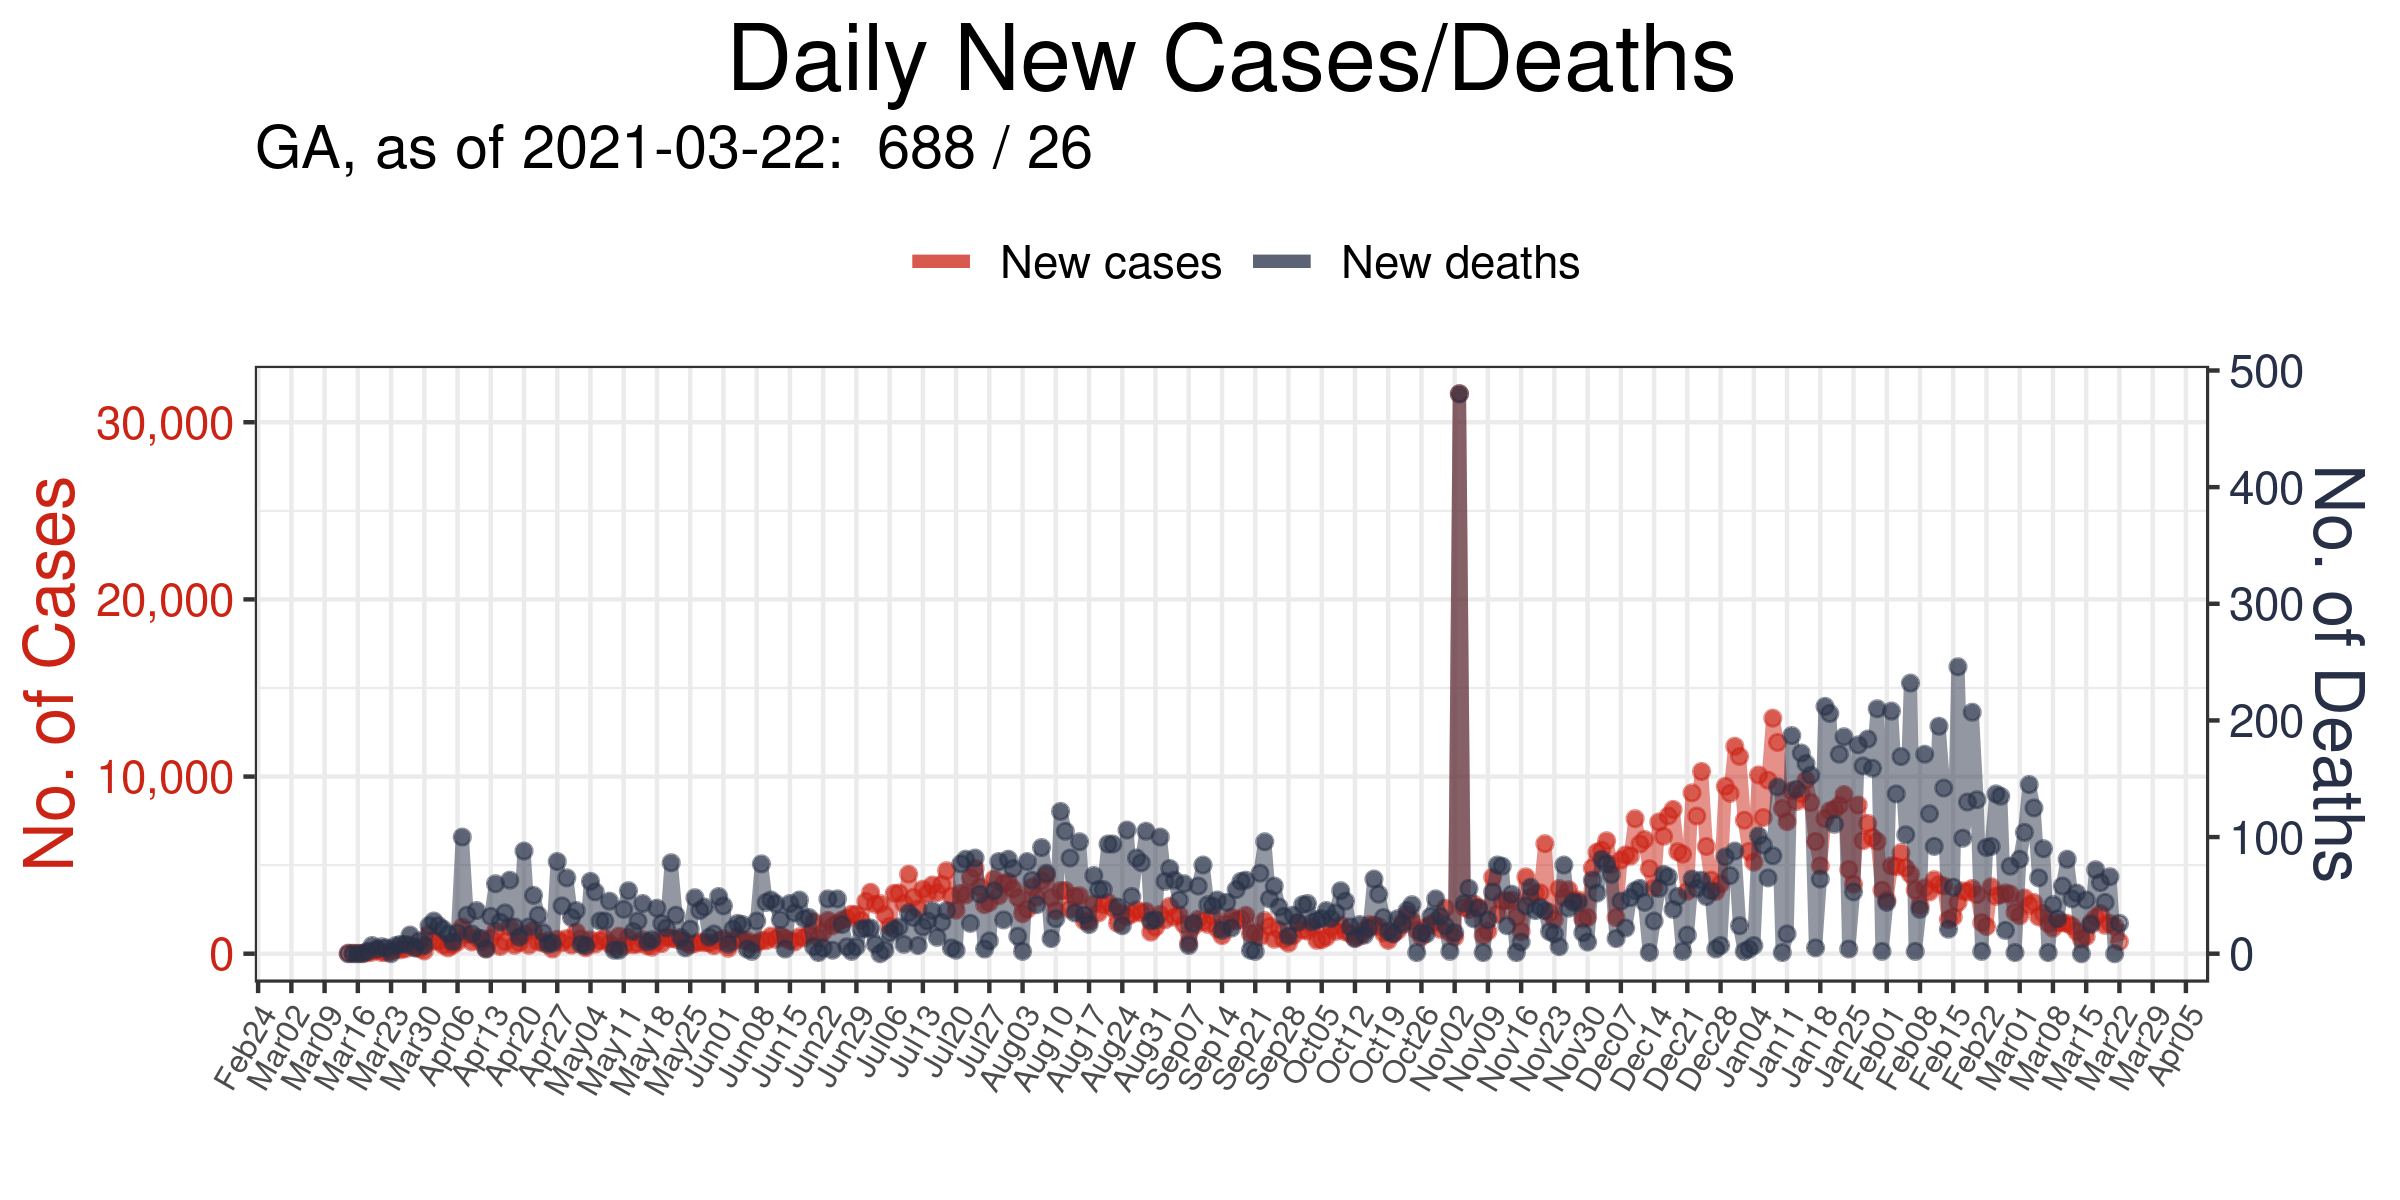 Daily New Cases/Deaths
GA, as of 2021-03-22:  688 / 26
New cases
New deaths
No. of Cases
30,000
20,000
10,000
0
500
400
300
200
100
0
No. of Deaths
Feb24
Mar02
Mar09
Mar16
Mar23
Mar30
Apr06
Apr13
Apr20
Apr27
May04
May11
May18
May25
Jun01
Jun08
Jun15
Jun22
Jun29
Jul06
Jul13
Jul20
Jul27
Aug03
Aug10
Aug17
Aug24
Aug31
Sep07
Sep14
Sep21
Sep28
Oct05
Oct12
Oct19
Oct26
Nov02
Nov09
Nov16
Nov23
Nov30
Dec07
Dec14
Dec21
Dec28
Jan04
Jan11
Jan18
Jan25
Feb01
Feb08
Feb15
Feb22
Mar01
Mar08
Mar15
Mar22
Mar29
Apr05